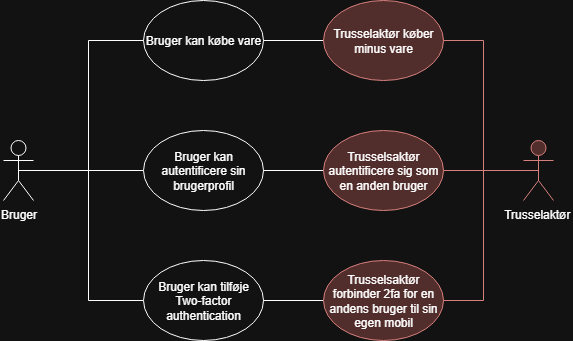 Bruger kan købe vare
Trusselaktør køber
minus vare
Bruger kan
autentificere sin
brugerprofil
Trusselsaktør
autentificere sig som
en anden bruger
Bruger
Trusselaktør
Bruger kan tilføje
Two-factor
authentication
Trusselsaktør
forbinder 2fa for en
andens bruger til sin
egen mobil